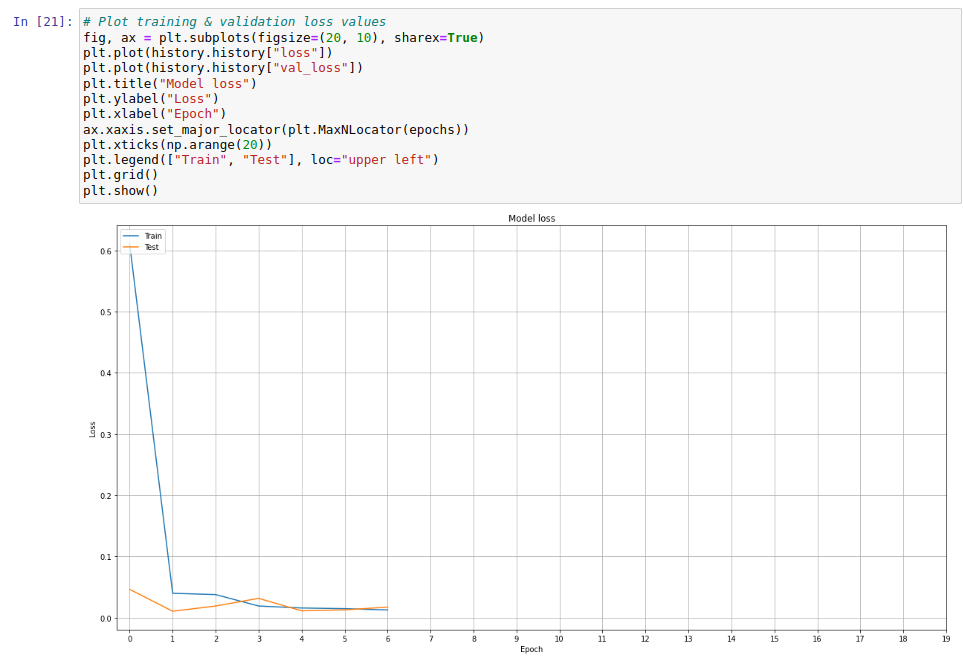 In [21]:
# Plot training & validation loss values
fig, ax = plt.subplots(figsize=(20, 10), sharex=True)
plt.plot(history.history["loss"])
plt.plot(history.history["val_loss"])
plt.title("Model loss")
plt.ylabel("Loss")
plt.xlabel("Epoch")
ax.xaxis.set_major_locator(plt.MaxNLocator(epochs))
plt.xticks(np.arange(20))
plt.legend(["Train", "Test"], loc="upper left")
plt.grid()
plt.show()
Model loss
Train
Test
0.6
0.5
0.4
0.3
0.2
0.1
0.0
Loss
0 1 2 3 4 5 6 7 8 9 10 11 12 13 14 15 16 17 18 19
Epoch